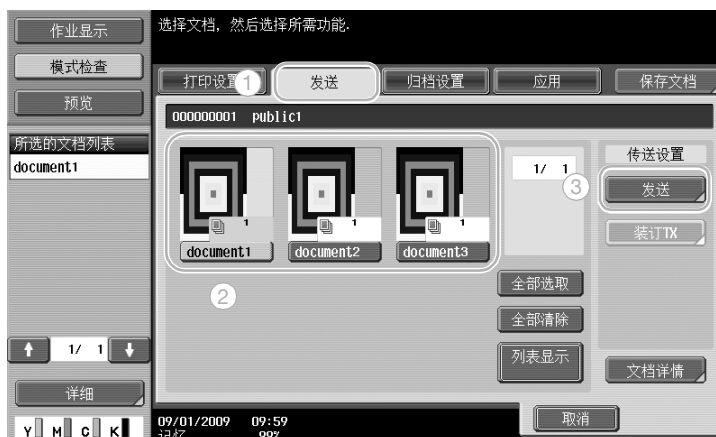 作业显示
模式检查
预览
所选的文档列表
document1
1/ 1
详细
Y M C K
选择文档，然后选择所需功能.
打印设置 1 发送 归档设置 应用 保存文档
000000001 public1
1 1 1
document1 document2 document3
2
1/ 1
3
全部选取
全部清除
列表显示
传送设置
发送
装订TX
文档详情
09/01/2009 09:59
记忆 99%
取消